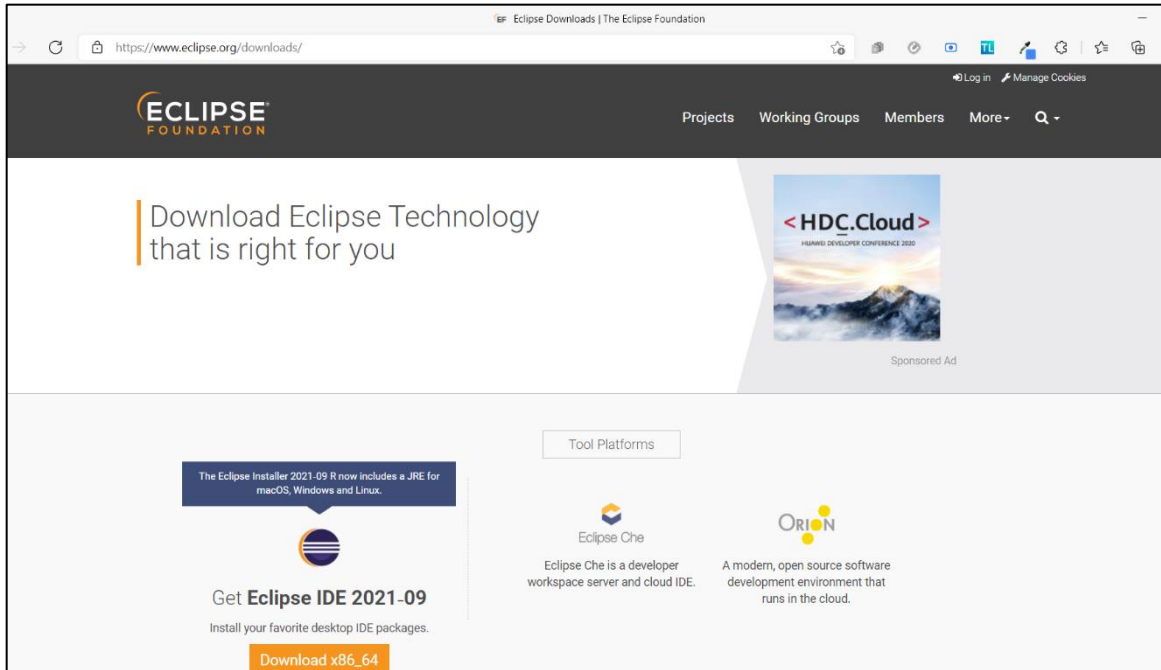 Eclipse Downloads | The Eclipse Foundation
https://www.eclipse.org/downloads/
TL
Log in Manage Cookies
ECLIPSE
FOUNDATION
Projects Working Groups Members More
Download Eclipse Technology
that is right for you
<HDC.Cloud>
HUAWEI DEVELOPER CONFERENCE 2020
Sponsored Ad
Tool Platforms
The Eclipse Installer 2021-09 R now includes a JRE for
macOS, Windows and Linux.
Get Eclipse IDE 2021-09
Install your favorite desktop IDE packages.
Download x86_64
Eclipse Che
Eclipse Che is a developer
workspace server and cloud IDE.
ORION
A modern, open source software
development environment that
runs in the cloud.